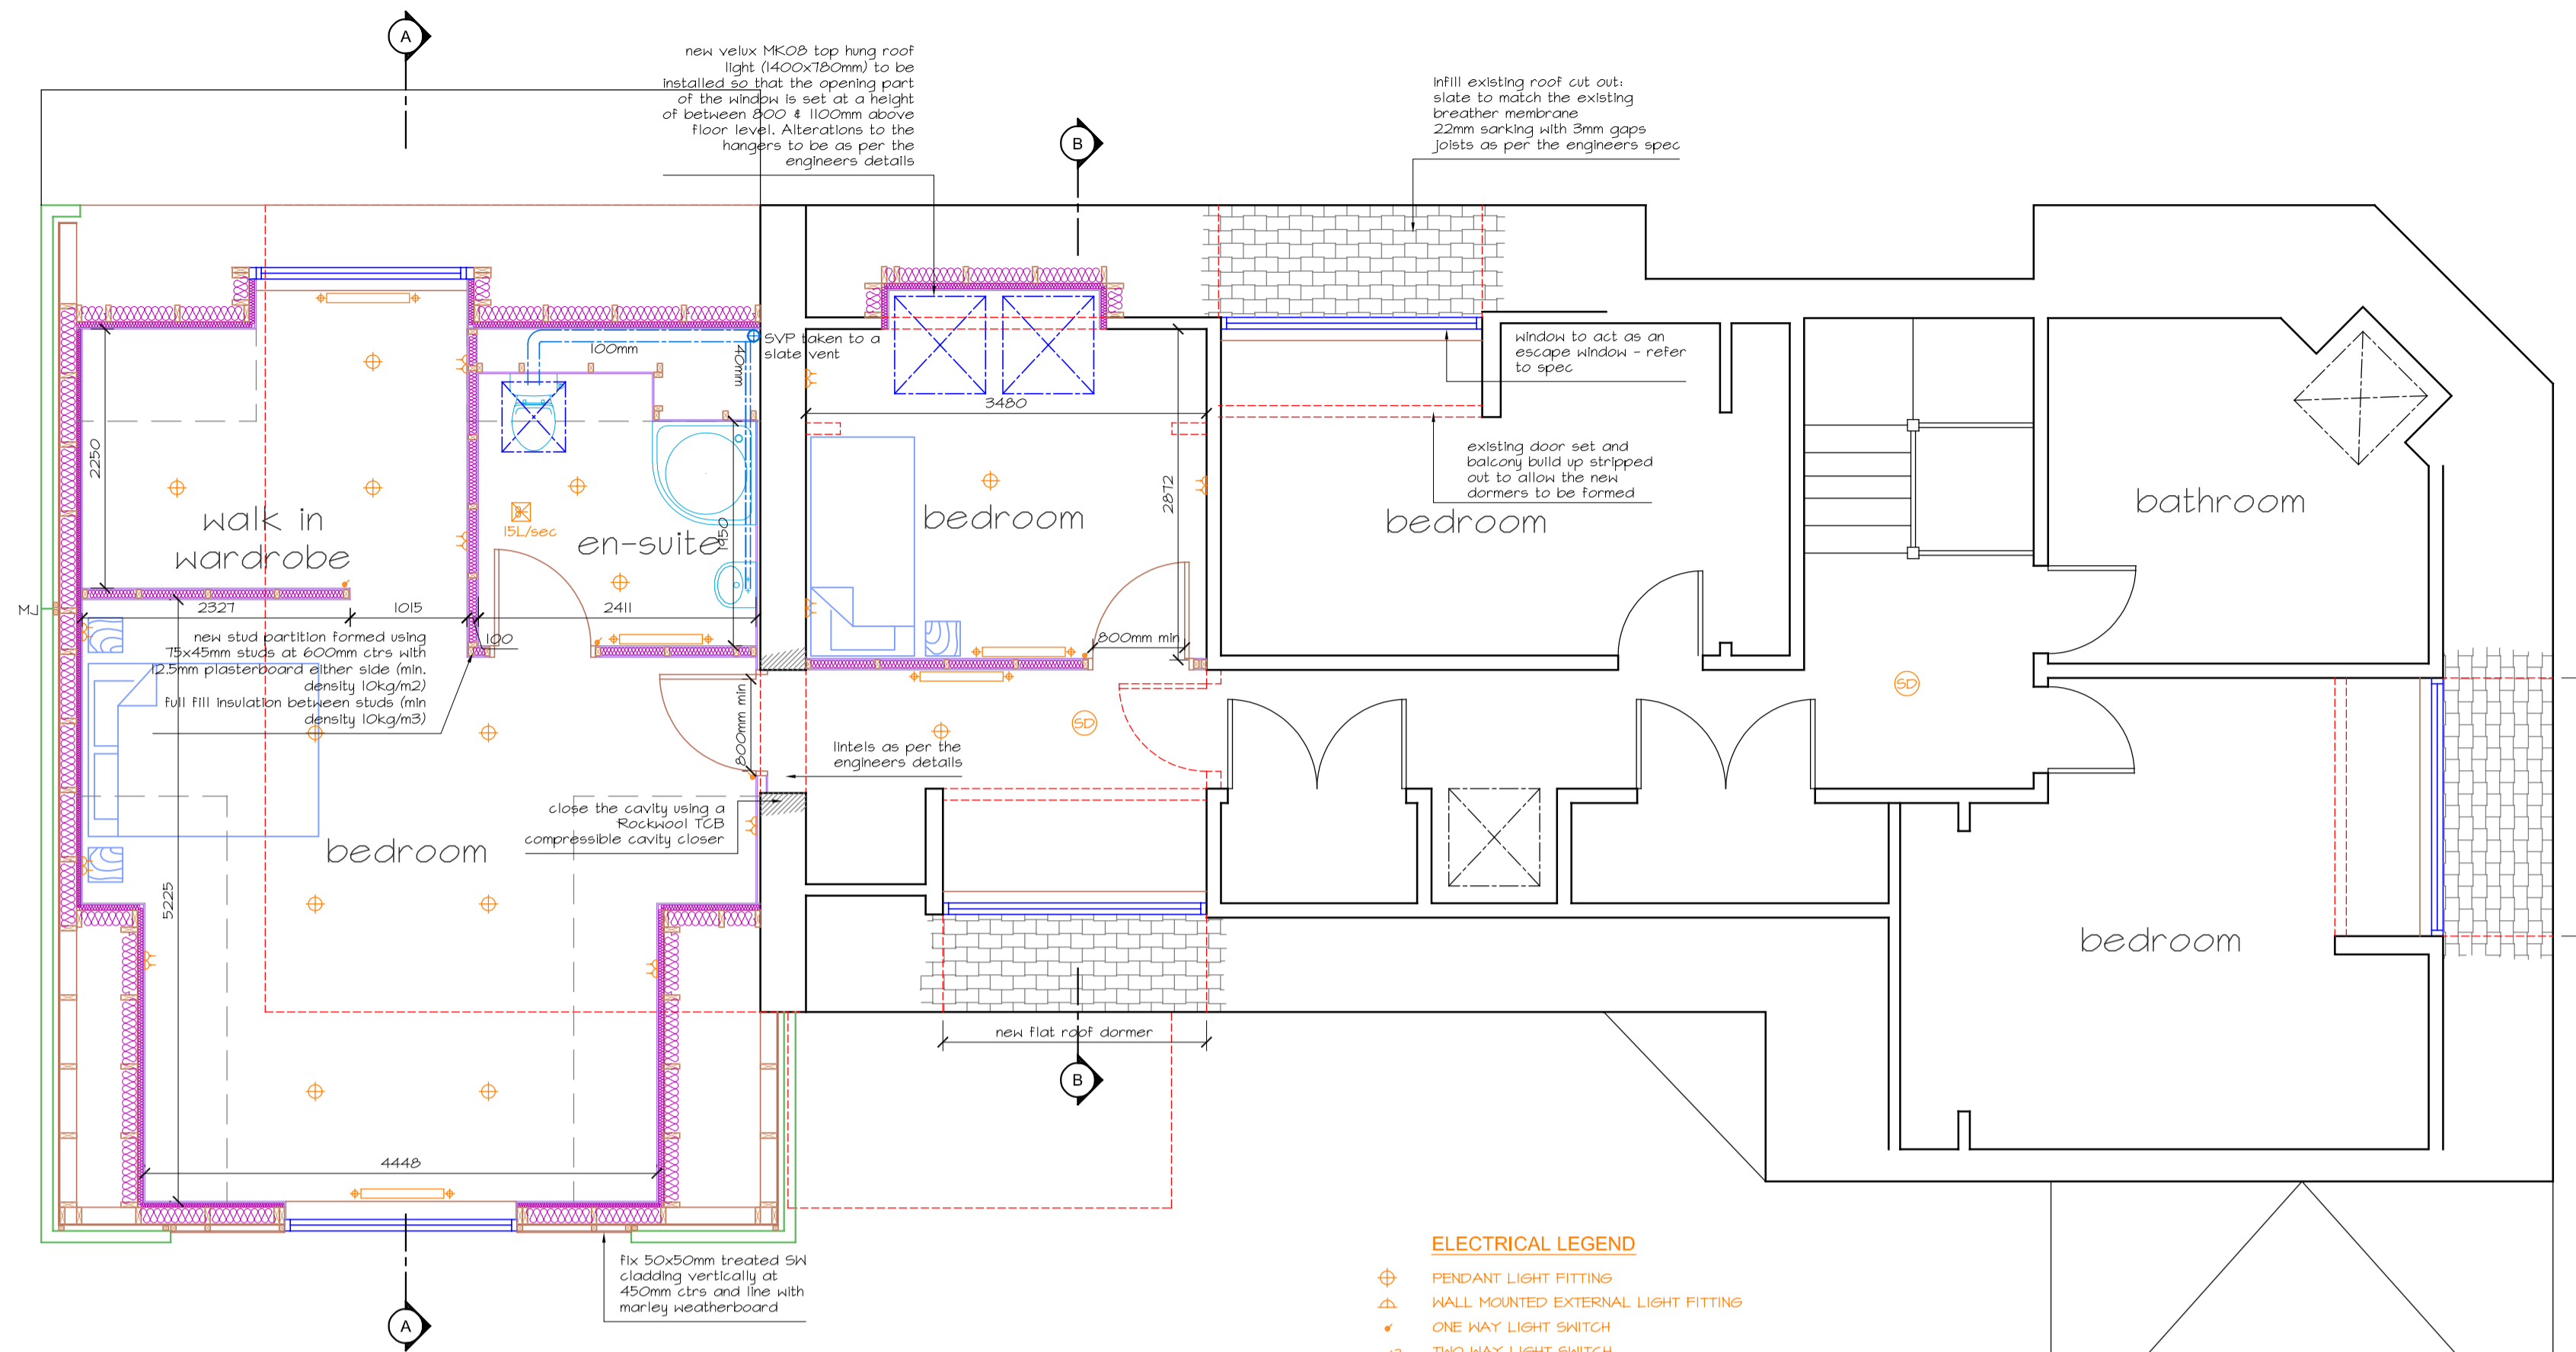 A
new velux MK08 top hung roof
light (1400x780mm) to be
installed so that the opening part
of the window is set at a height
of between 800 & 1100mm above
floor level. Alterations to the
hangers to be as per the
engineers details
B
infill existing roof cut out:
slate to match the existing
breather membrane
22mm sarking with 3mm gaps
joists as per the engineers spec
SVP taken to a
slate vent
100mm
40mm
window to act as an
escape window - refer
to spec
3480
existing door set and
balcony build up stripped
out to allow the new
dormers to be formed
2250
2872
walk in
wardrobe
15L/sec
en-suite
1950
bedroom
bedroom
bathroom
MJ
2327
1015
2411
100
800mm min
new stud partition formed using
75x45mm studs at 600mm ctrs with
12.5mm plasterboard either side (min.
density 10kg/m2)
full fill insulation between studs (min
density 10kg/m3)
800mm min
SD
SD
lintels as per the
engineers details
close the cavity using a
Rockwool TCB
compressible cavity closer
bedroom
5225
bedroom
new flat roof dormer
B
4448
fix 50x50mm treated SW
cladding vertically at
450mm ctrs and line with
marley weatherboard
A
ELECTRICAL LEGEND
PENDANT LIGHT FITTING
WALL MOUNTED EXTERNAL LIGHT FITTING
ONE WAY LIGHT SWITCH
TWO WAY LIGHT SWITCH